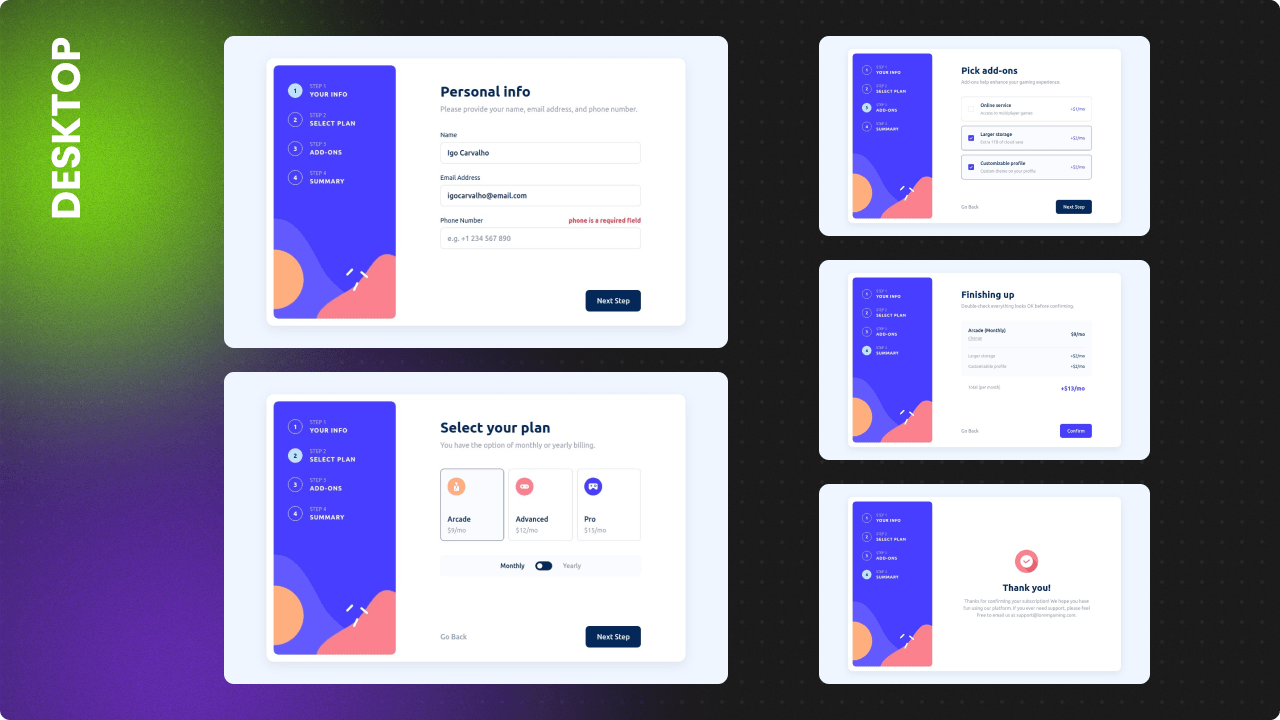 DESKTOP
1
STEP 1
YOUR INFO
2
STEP 2
SELECT PLAN
3
STEP 3
ADD-ONS
4
STEP 4
SUMMARY
Personal info
Please provide your name, email address, and phone number.
Name
Igo Carvalho
Email Address
igocarvalho@email.com
Phone Number phone is a required field
e.g. +1 234 567 890
Next Step
1
STEP 1
YOUR INFO
2
STEP 2
SELECT PLAN
3
STEP 3
ADD-ONS
4
STEP 4
SUMMARY
Select your plan
You have the option of monthly or yearly billing.
Arcade
$9/mo
Advanced
$12/mo
Pro
$15/mo
Monthly Yearly
Go Back Next Step
1
STEP 1
YOUR INFO
2
STEP 2
SELECT PLAN
3
STEP 3
ADD-ONS
4
STEP 4
SUMMARY
Pick add-ons
Add-ons help enhance your gaming experience.
Online service
Access to multiplayer games
+$1/mo
Larger storage
Extra 1TB of cloud save
+$2/mo
Customizable profile
Custom theme on your profile
+$2/mo
Go Back Next Step
1
STEP 1
YOUR INFO
2
STEP 2
SELECT PLAN
3
STEP 3
ADD-ONS
4
STEP 4
SUMMARY
Finishing up
Double-check everything looks OK before confirming.
Arcade (Monthly)
Change
$9/mo
Larger storage +$2/mo
Customizable profile +$2/mo
Total (per month) +$13/mo
Go Back Confirm
1
STEP 1
YOUR INFO
2
STEP 2
SELECT PLAN
3
STEP 3
ADD-ONS
4
STEP 4
SUMMARY
Thank you!
Thanks for confirming your subscription! We hope you have
fun using our platform. If you ever need support, please feel
free to email us at support@loremgaming.com.